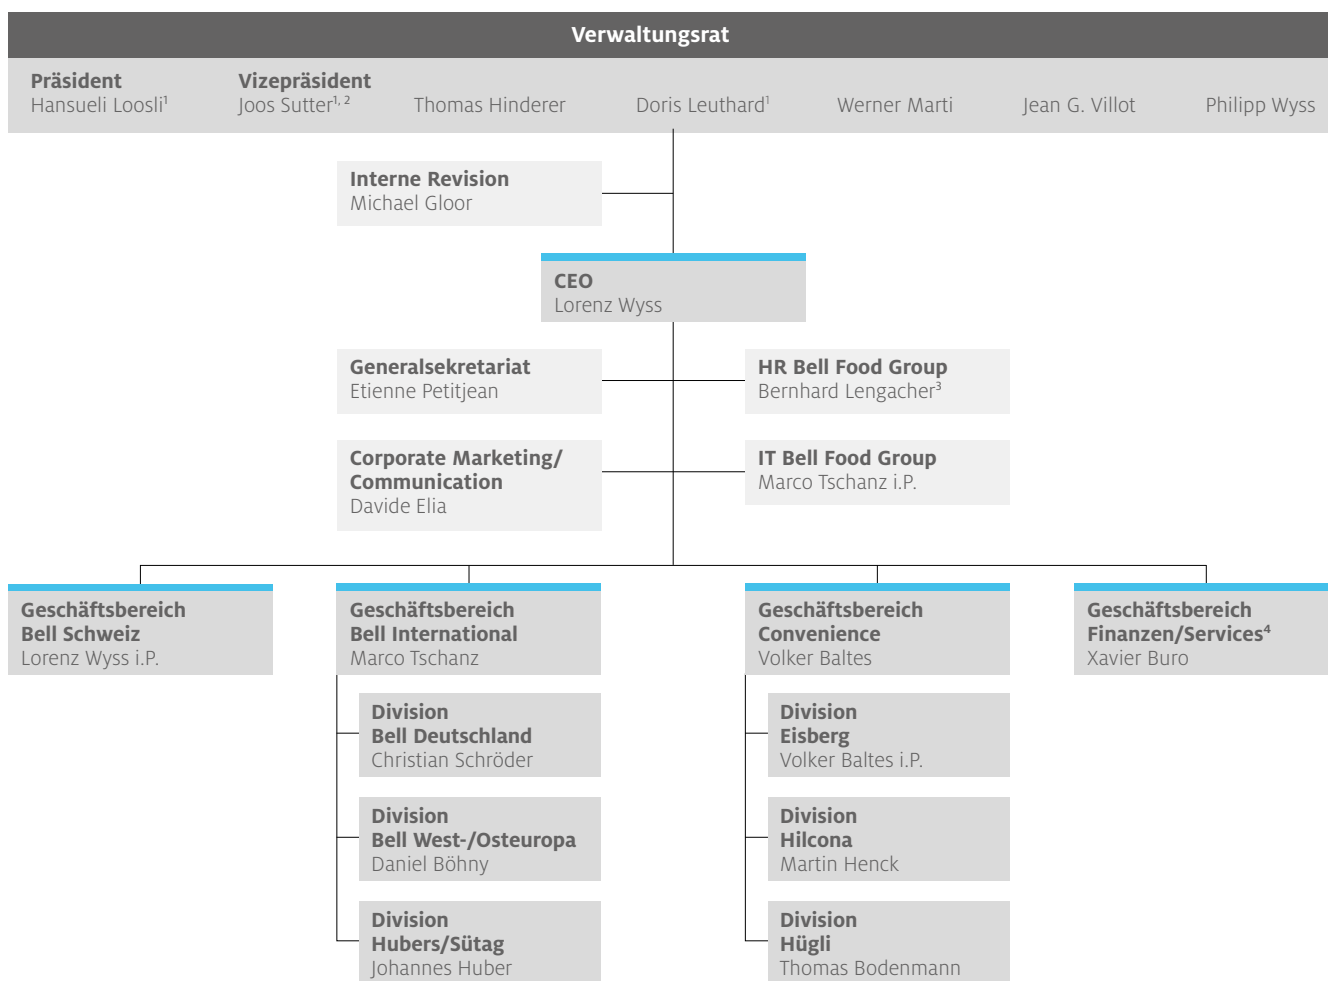 Verwaltungsrat
Präsident
Hansueli Loosli¹
Vizepräsident
Joos Sutter¹, ²
Thomas Hinderer
Doris Leuthard¹
Werner Marti
Jean G. Villot
Philipp Wyss
Interne Revision
Michael Gloor
CEO
Lorenz Wyss
Generalsekretariat
Etienne Petitjean
HR Bell Food Group
Bernhard Lengacher³
Corporate Marketing/
Communication
Davide Elia
IT Bell Food Group
Marco Tschanz i.P.
Geschäftsbereich
Bell Schweiz
Lorenz Wyss i.P.
Geschäftsbereich
Bell International
Marco Tschanz
Division
Bell Deutschland
Christian Schröder
Division
Bell West-/Osteuropa
Daniel Böhny
Division
Hubers/Sütag
Johannes Huber
Geschäftsbereich
Convenience
Volker Baltes
Division
Eisberg
Volker Baltes i.P.
Division
Hilcona
Martin Henck
Division
Hügli
Thomas Bodenmann
Geschäftsbereich
Finanzen/Services⁴
Xavier Buro